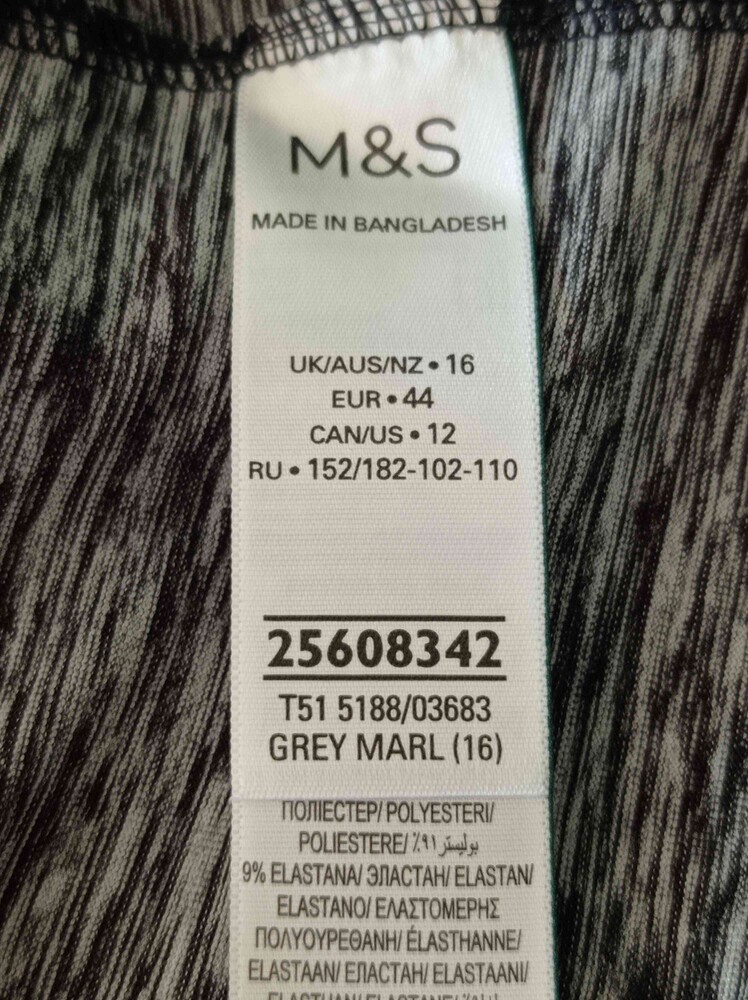 M&S
MADE IN BANGLADESH
UK/AUS/NZ • 16
EUR • 44
CAN/US • 12
RU • 152/182-102-110
25608342
T51 5188/03683
GREY MARL (16)
ПОЛІЕСТЕР/ POLYESTERI/
POLIESTERE/ %٩١ بوليستر
9% ELASTANA/ ЭЛАСТАН/ ELASTAN/
ELASTANO/ ΕΛΑΣΤΟΜΕΡΗΣ
ΠΟΛΥΟΥΡΕΘΑΝΗ/ ÉLASTHANNE/
ELASTAAN/ ЕЛАСТАН/ ELASTAANI/